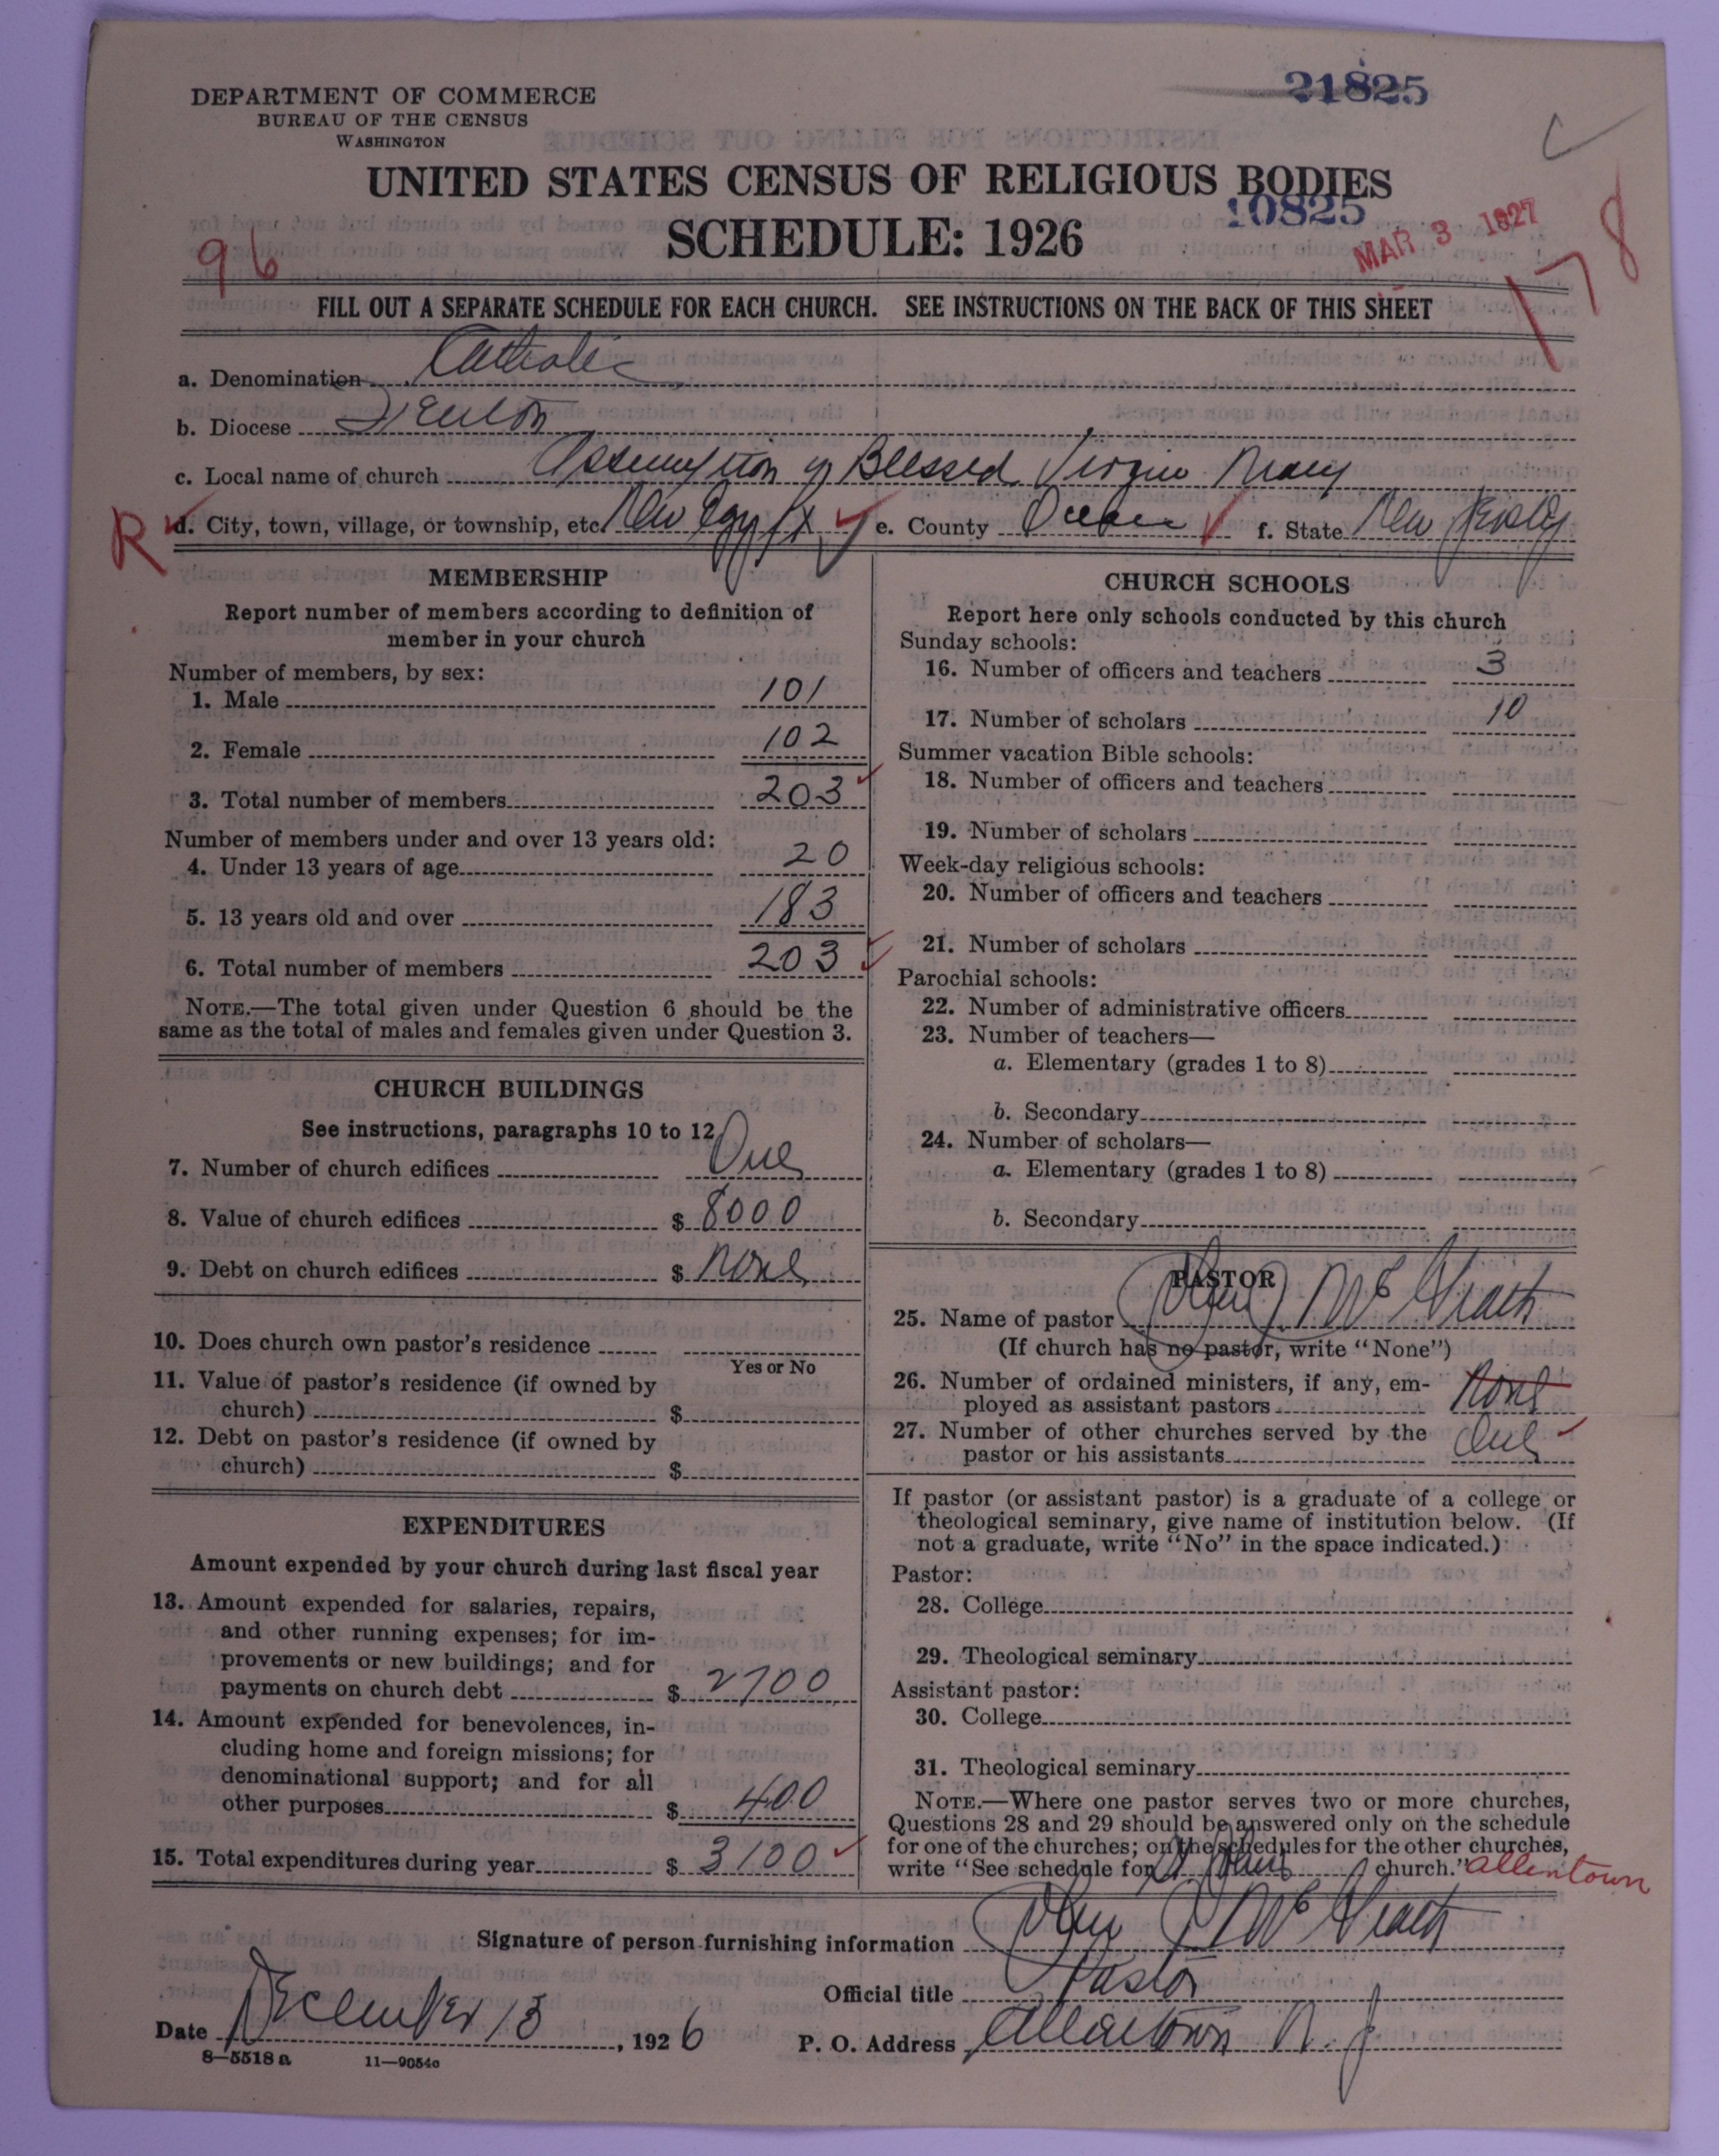 21825
DEPARTMENT OF COMMERCE
BUREAU OF THE CENSUS
WASHINGTON
UNITED STATES CENSUS OF RELIGIOUS BODIES
10825
SCHEDULE: 1926
MAR 3 1927
96
178
FILL OUT A SEPARATE SCHEDULE FOR EACH CHURCH. SEE INSTRUCTIONS ON THE BACK OF THIS SHEET
a. Denomination Catholic
b. Diocese Trenton
c. Local name of church Assumption of Blessed Virgin Mary
R d. City, town, village, or township, etc. New Egypt e. County Ocean f. State New Jersey
MEMBERSHIP
Report number of members according to definition of
member in your church
Number of members, by sex:
1. Male 101
2. Female 102
3. Total number of members 203
Number of members under and over 13 years old:
4. Under 13 years of age 20
5. 13 years old and over 183
6. Total number of members 203
NOTE.—The total given under Question 6 should be the
same as the total of males and females given under Question 3.
CHURCH BUILDINGS
See instructions, paragraphs 10 to 12
7. Number of church edifices One
8. Value of church edifices $ 8000
9. Debt on church edifices $ None
10. Does church own pastor's residence
Yes or No
11. Value of pastor's residence (if owned by
church) $
12. Debt on pastor's residence (if owned by
church) $
EXPENDITURES
Amount expended by your church during last fiscal year
13. Amount expended for salaries, repairs,
and other running expenses; for im-
provements or new buildings; and for
payments on church debt $ 2700
14. Amount expended for benevolences, in-
cluding home and foreign missions; for
denominational support; and for all
other purposes $ 400
15. Total expenditures during year $ 3100
CHURCH SCHOOLS
Report here only schools conducted by this church
Sunday schools:
16. Number of officers and teachers 3
17. Number of scholars 10
Summer vacation Bible schools:
18. Number of officers and teachers
19. Number of scholars
Week-day religious schools:
20. Number of officers and teachers
21. Number of scholars
Parochial schools:
22. Number of administrative officers
23. Number of teachers—
a. Elementary (grades 1 to 8)
b. Secondary
24. Number of scholars—
a. Elementary (grades 1 to 8)
b. Secondary
PASTOR
25. Name of pastor McGrath
(If church has no pastor, write "None")
26. Number of ordained ministers, if any, em-
ployed as assistant pastors None
27. Number of other churches served by the
pastor or his assistants One
If pastor (or assistant pastor) is a graduate of a college or
theological seminary, give name of institution below. (If
not a graduate, write "No" in the space indicated.)
Pastor:
28. College
29. Theological seminary
Assistant pastor:
30. College
31. Theological seminary
NOTE.—Where one pastor serves two or more churches,
Questions 28 and 29 should be answered only on the schedule
for one of the churches; on the schedules for the other churches,
write "See schedule for St. Johns church." Allentown
Signature of person furnishing information McGrath
Official title Pastor
Date December 13, 1926 P. O. Address Allentown N. J.
8—5518 a 11—9054c